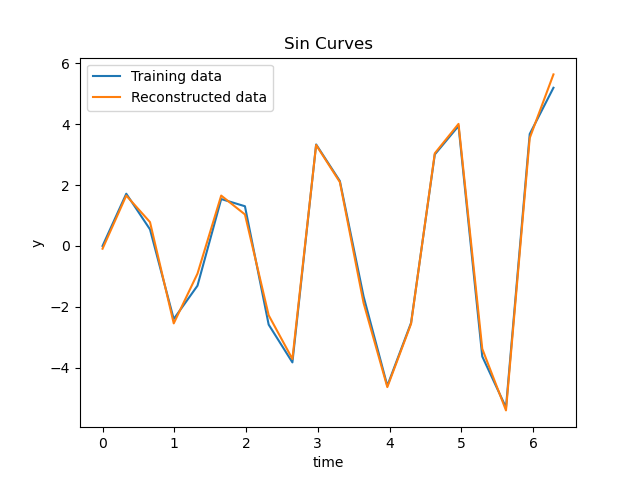 Sin Curves
Training data
Reconstructed data
6
4
2
0
−2
−4
y
0 1 2 3 4 5 6
time